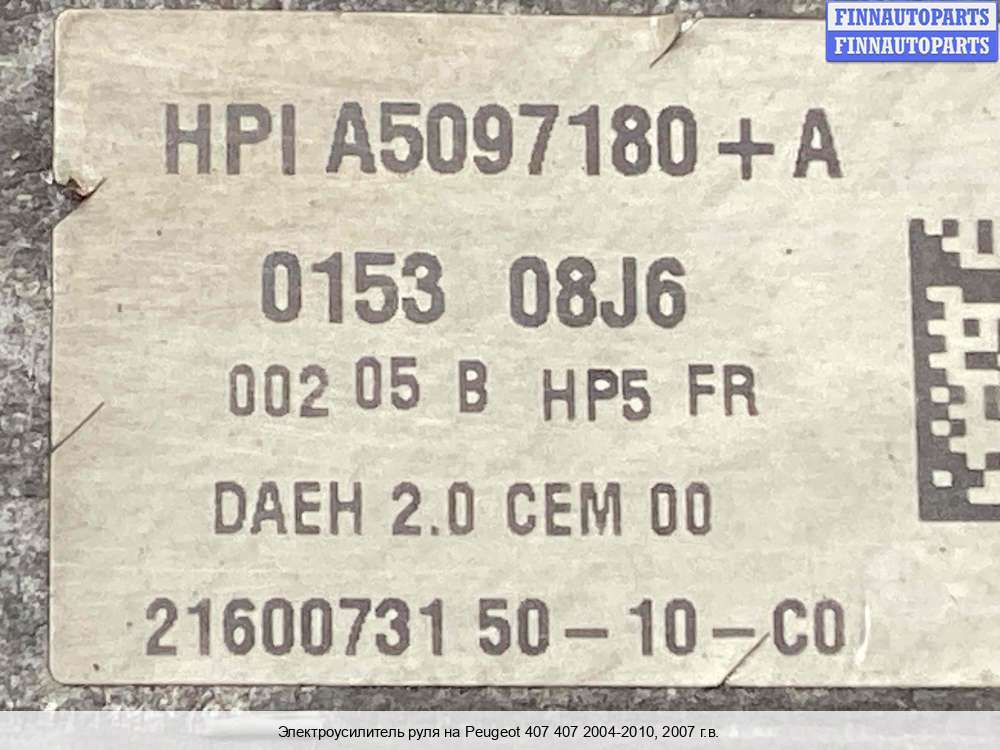 FINNAUTOPARTS
FINNAUTOPARTS
HPI A5097180+A
0153 08J6
002 05 B HP5 FR
DAEH 2.0 CEM 00
21600731 50-10-C0
Электроусилитель руля на Peugeot 407 407 2004-2010, 2007 г.в.